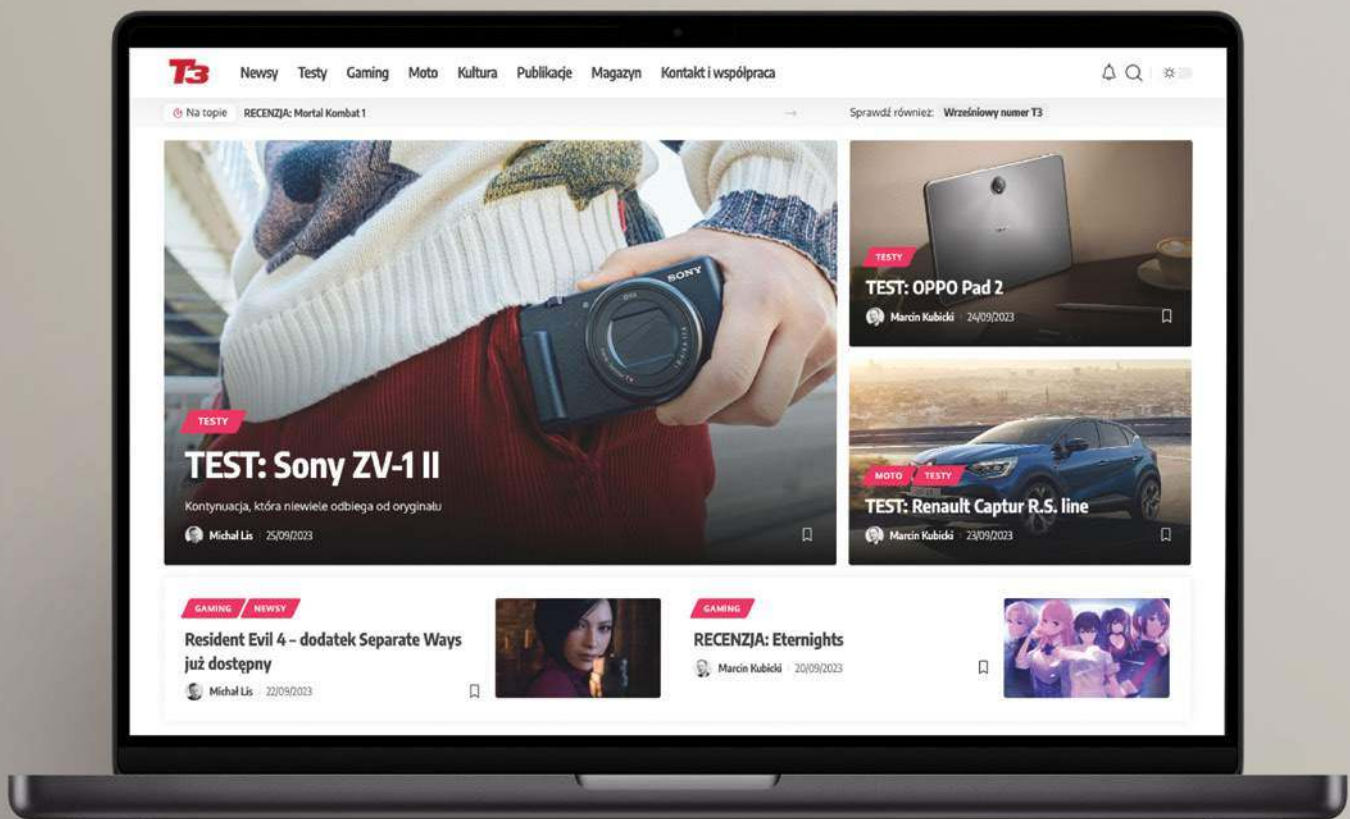 T3 Newsy Testy Gaming Moto Kultura Publikacje Magazyn Kontakt i współpraca
Na topie RECENZJA: Mortal Kombat 1 Sprawdź również: Wrześniowy numer T3
SONY
TESTY
TEST: Sony ZV-1 II
Kontynuacja, która niewiele odbiega od oryginału
Michał Lis 25/09/2023
TESTY
TEST: OPPO Pad 2
Marcin Kubicki 24/09/2023
MOTO TESTY
TEST: Renault Captur R.S. line
Marcin Kubicki 23/09/2023
GAMING NEWSY
Resident Evil 4 – dodatek Separate Ways
już dostępny
Michał Lis 22/09/2023
GAMING
RECENZJA: Eternights
Marcin Kubicki 20/09/2023